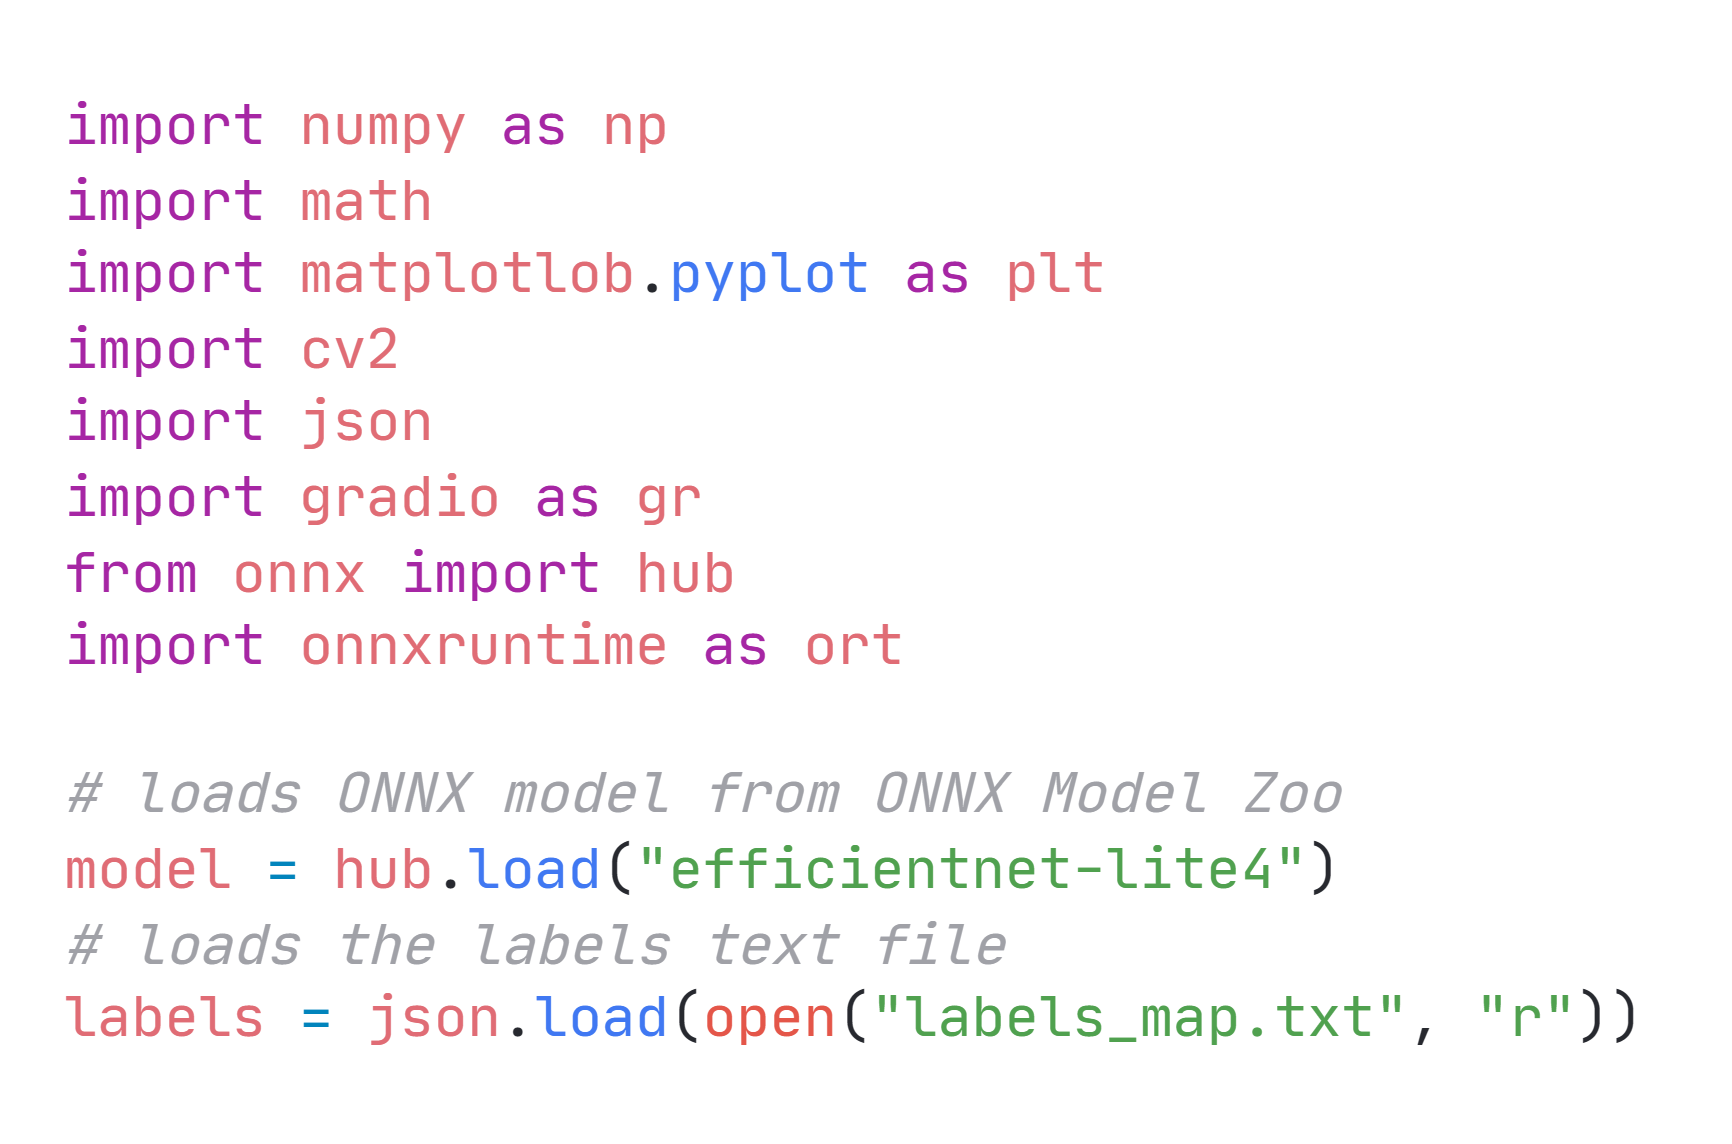 import numpy as np
import math
import matplotlob.pyplot as plt
import cv2
import json
import gradio as gr
from onnx import hub
import onnxruntime as ort
# loads ONNX model from ONNX Model Zoo
model = hub.load("efficientnet-lite4")
# loads the labels text file
labels = json.load(open("labels_map.txt", "r"))